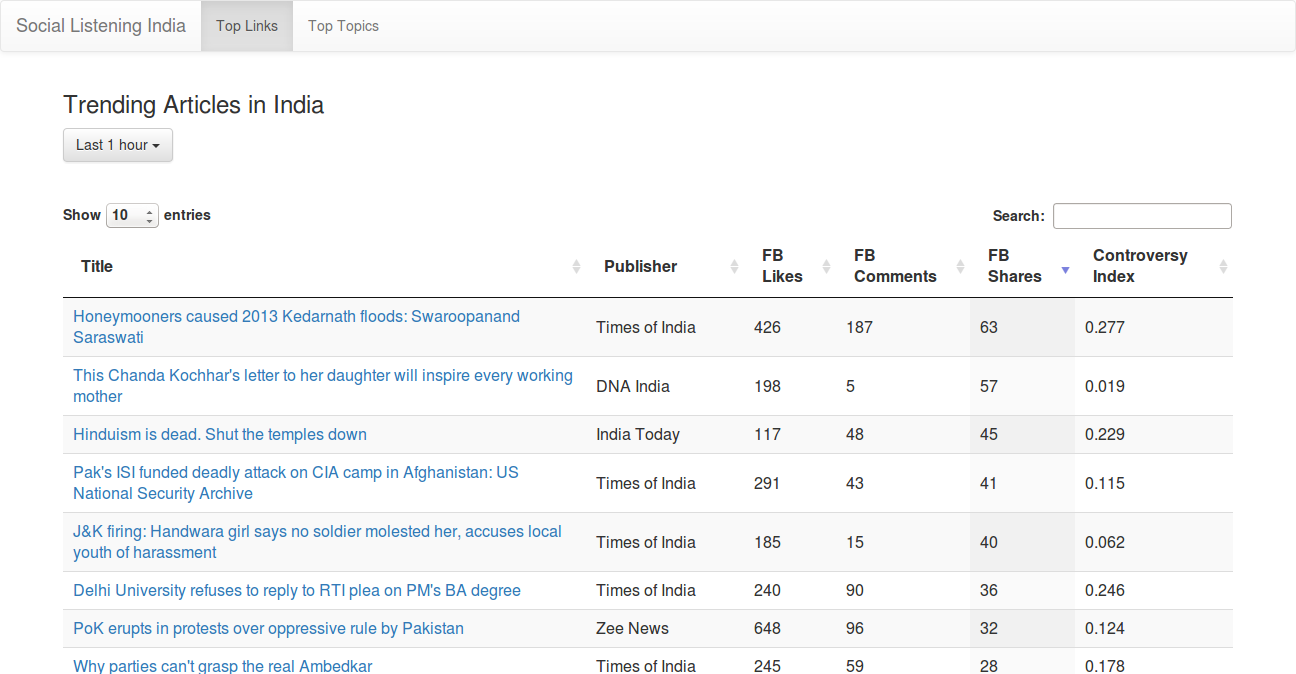 Social Listening India Top Links Top Topics
Trending Articles in India
Last 1 hour
Show 10 entries Search:
Title Publisher FB Likes FB Comments FB Shares Controversy Index
Honeymooners caused 2013 Kedarnath floods: Swaroopanand
Saraswati Times of India 426 187 63 0.277
This Chanda Kochhar's letter to her daughter will inspire every working
mother DNA India 198 5 57 0.019
Hinduism is dead. Shut the temples down India Today 117 48 45 0.229
Pak's ISI funded deadly attack on CIA camp in Afghanistan: US
National Security Archive Times of India 291 43 41 0.115
J&K firing: Handwara girl says no soldier molested her, accuses local
youth of harassment Times of India 185 15 40 0.062
Delhi University refuses to reply to RTI plea on PM's BA degree Times of India 240 90 36 0.246
PoK erupts in protests over oppressive rule by Pakistan Zee News 648 96 32 0.124
Why parties can't grasp the real Ambedkar Times of India 245 59 28 0.178